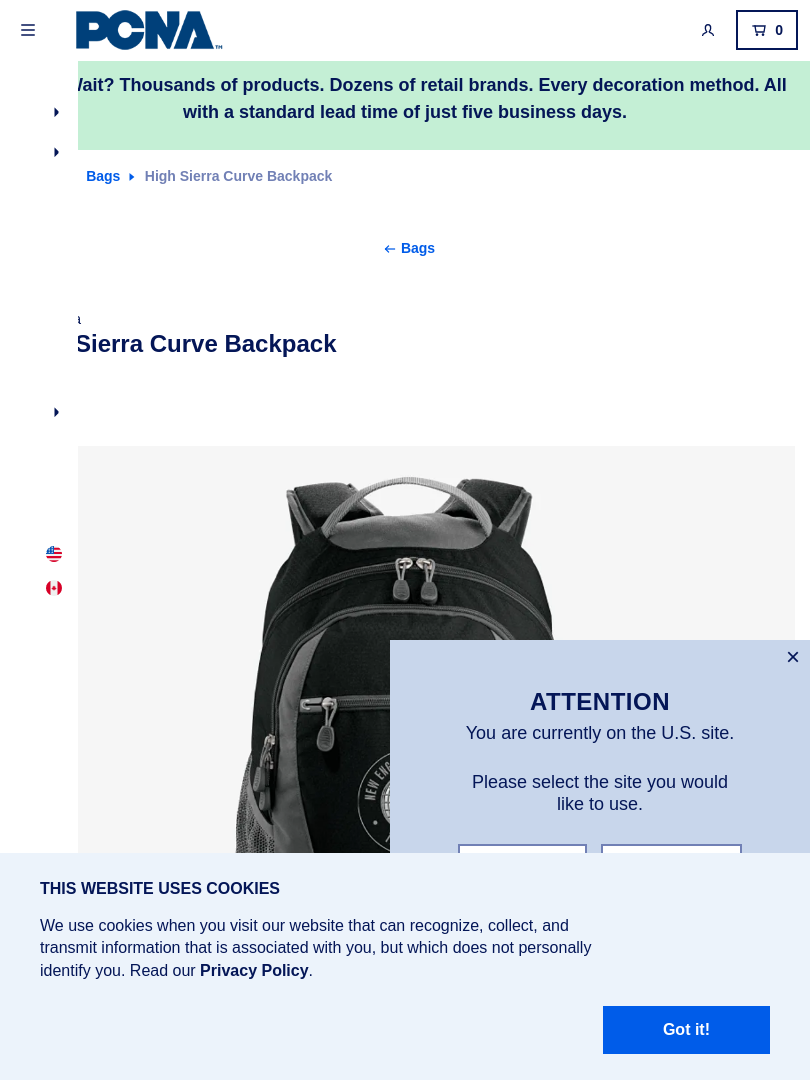 PCNA™
0
Wait? Thousands of products. Dozens of retail brands. Every decoration method. All
with a standard lead time of just five business days.
Bags
High Sierra Curve Backpack
← Bags
Sierra Curve Backpack
NEW ENG
ATTENTION
You are currently on the U.S. site.
Please select the site you would
like to use.
THIS WEBSITE USES COOKIES
We use cookies when you visit our website that can recognize, collect, and
transmit information that is associated with you, but which does not personally
identify you. Read our Privacy Policy.
Got it!